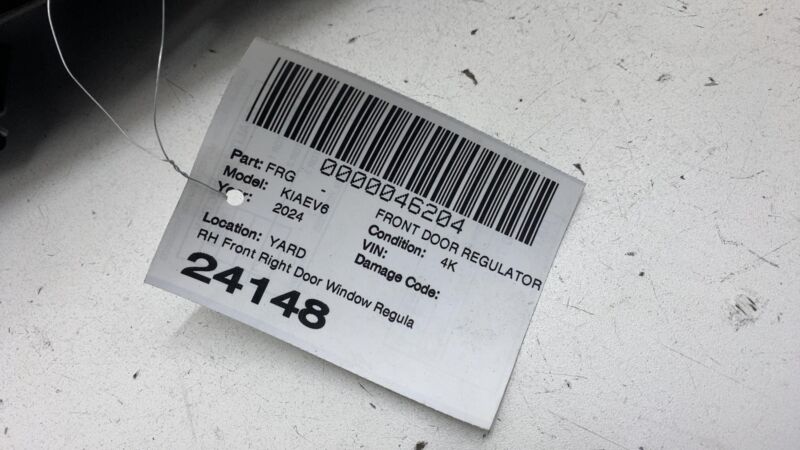 0000046204
Part: FRG - FRONT DOOR REGULATOR
Model: KIAEV6 Condition: 4K
Year: 2024 VIN:
Damage Code:
Location: YARD
RH Front Right Door Window Regula
24148